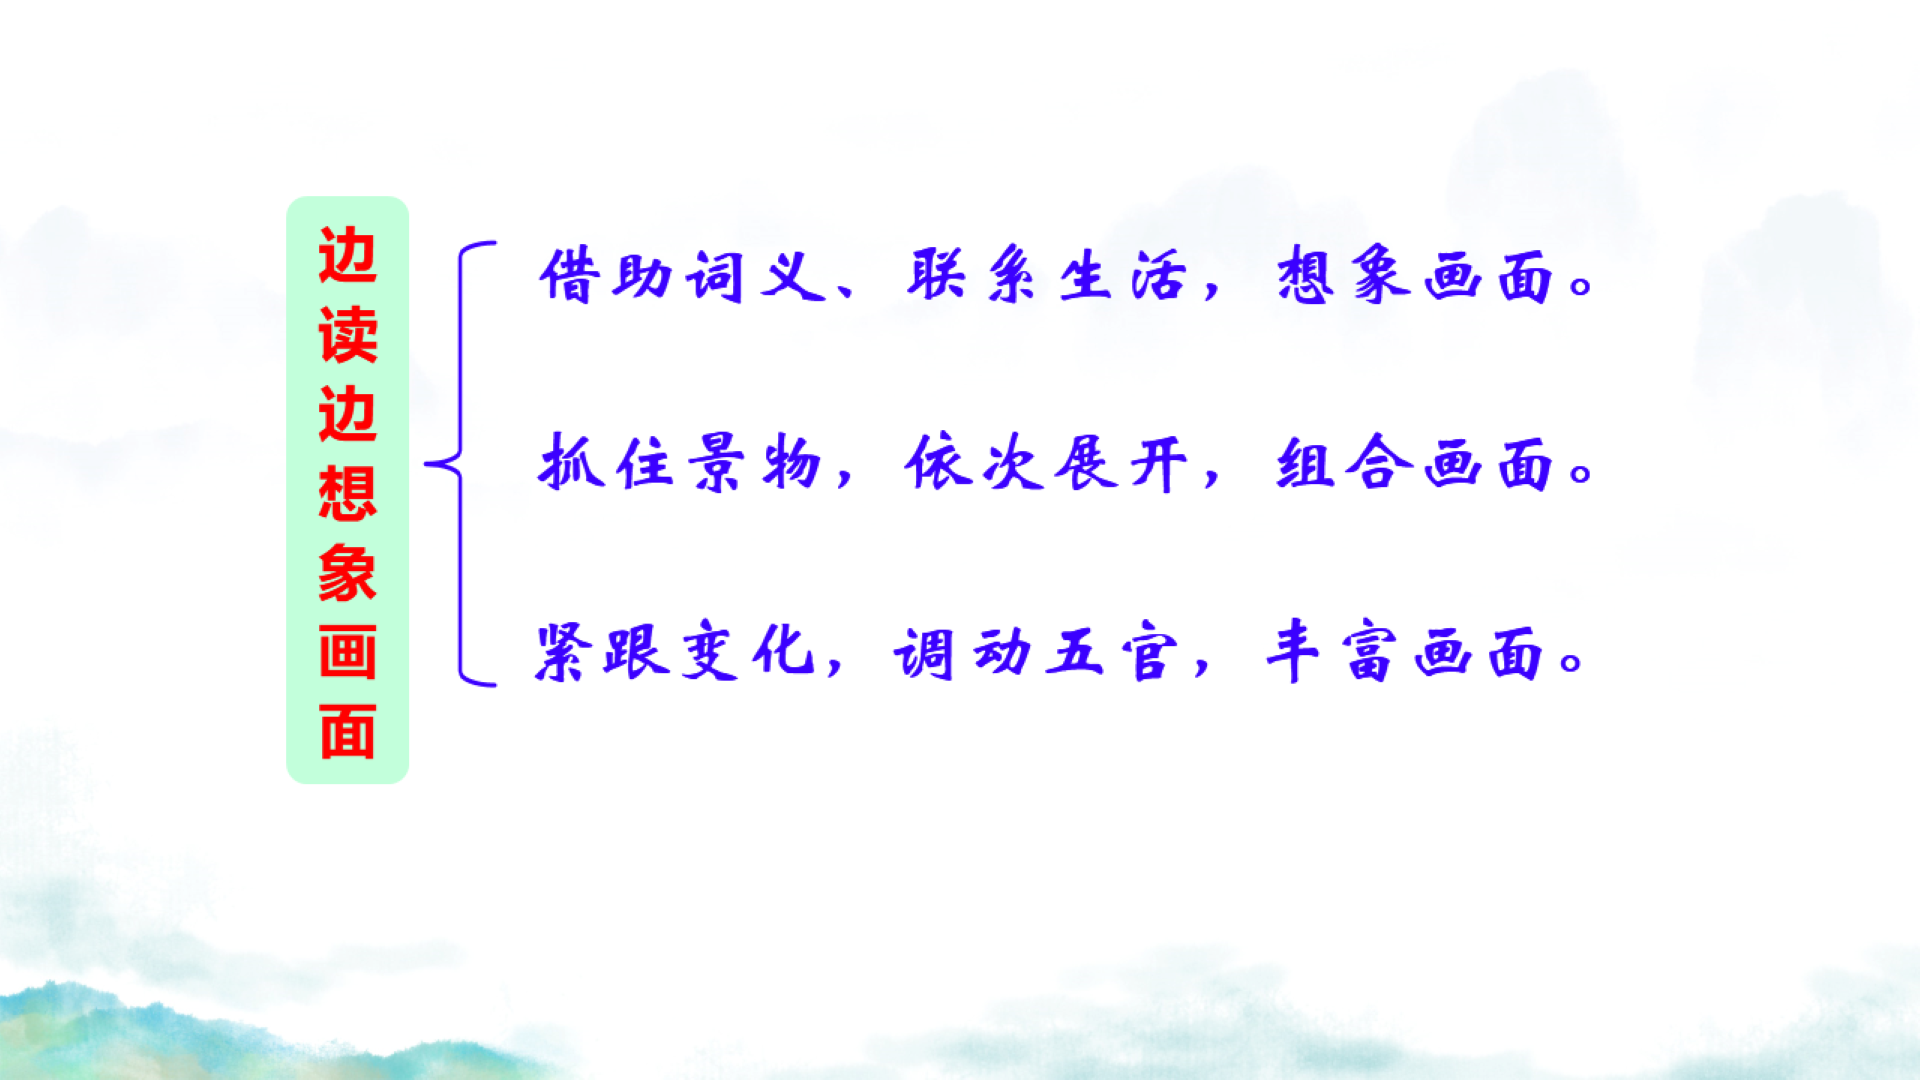 边读边想象画面
借助词义、联系生活，想象画面。
抓住景物，依次展开，组合画面。
紧跟变化，调动五官，丰富画面。